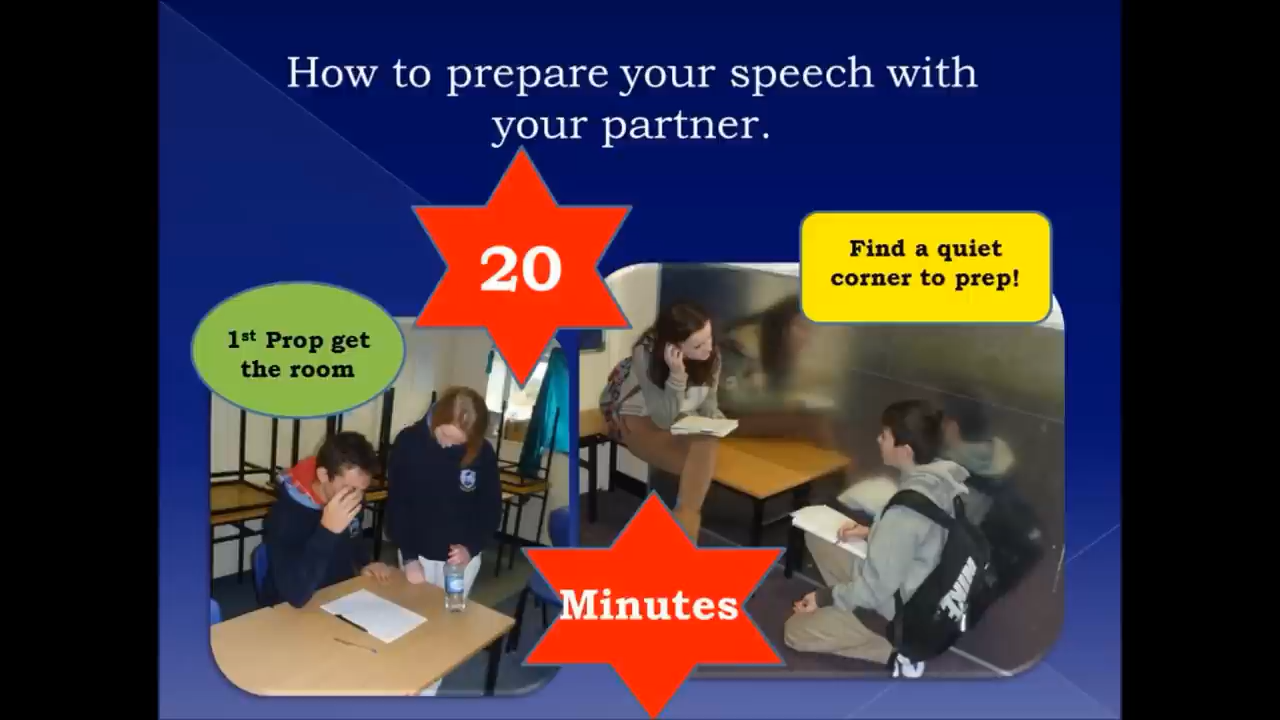 How to prepare your speech with
your partner.
20
Find a quiet
corner to prep!
1st Prop get
the room
Minutes
NIKE